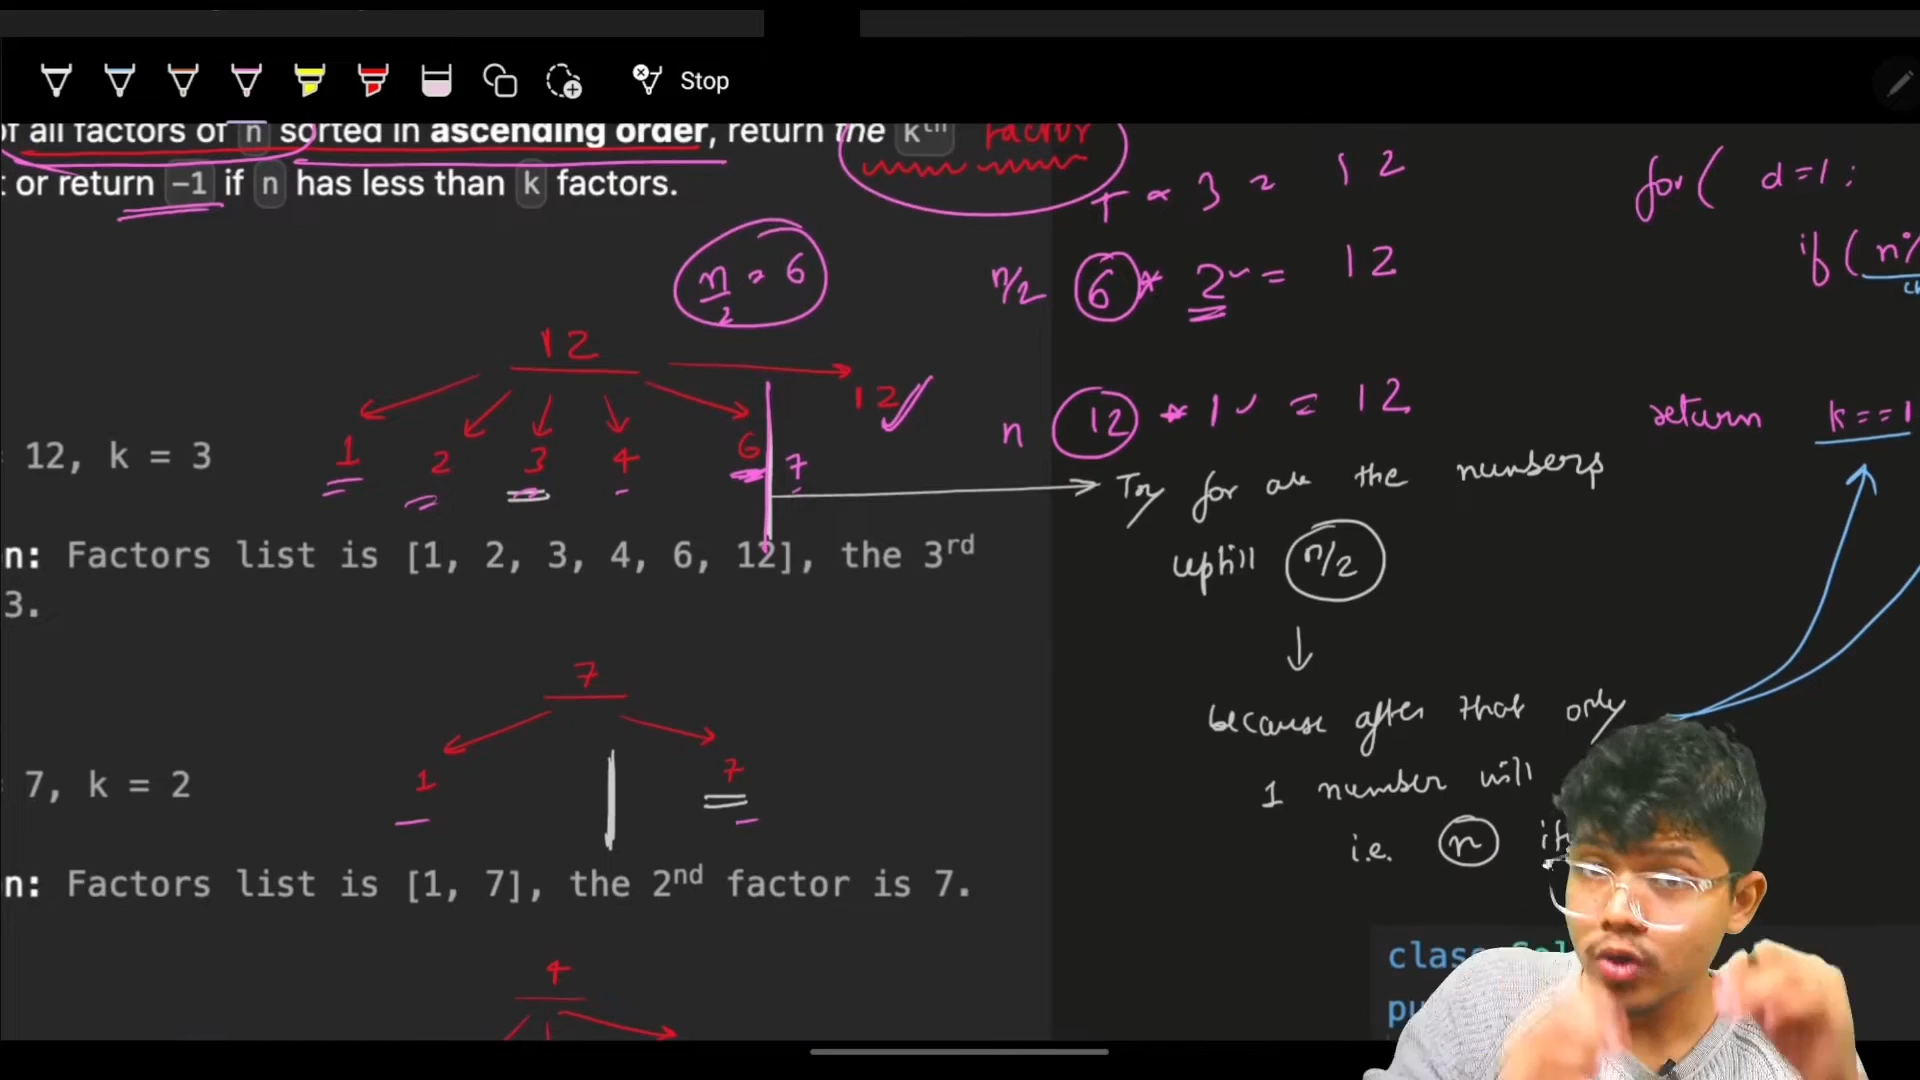 Stop
of all factors of n sorted in ascending order, return the kth factor
t or return -1 if n has less than k factors.
n/2 = 6
3 = 12
n/2 6 * 2 = 12
n 12 * 1 = 12
for( d=1;
if( n%
return k==1
12
1 2 3 4 6 7 12
12, k = 3
Try for all the numbers
uptill n/2
because after that only
1 number will
i.e. n its
n: Factors list is [1, 2, 3, 4, 6, 12], the 3rd
3.
7
1 7
7, k = 2
n: Factors list is [1, 7], the 2nd factor is 7.
4
class Sol
pu